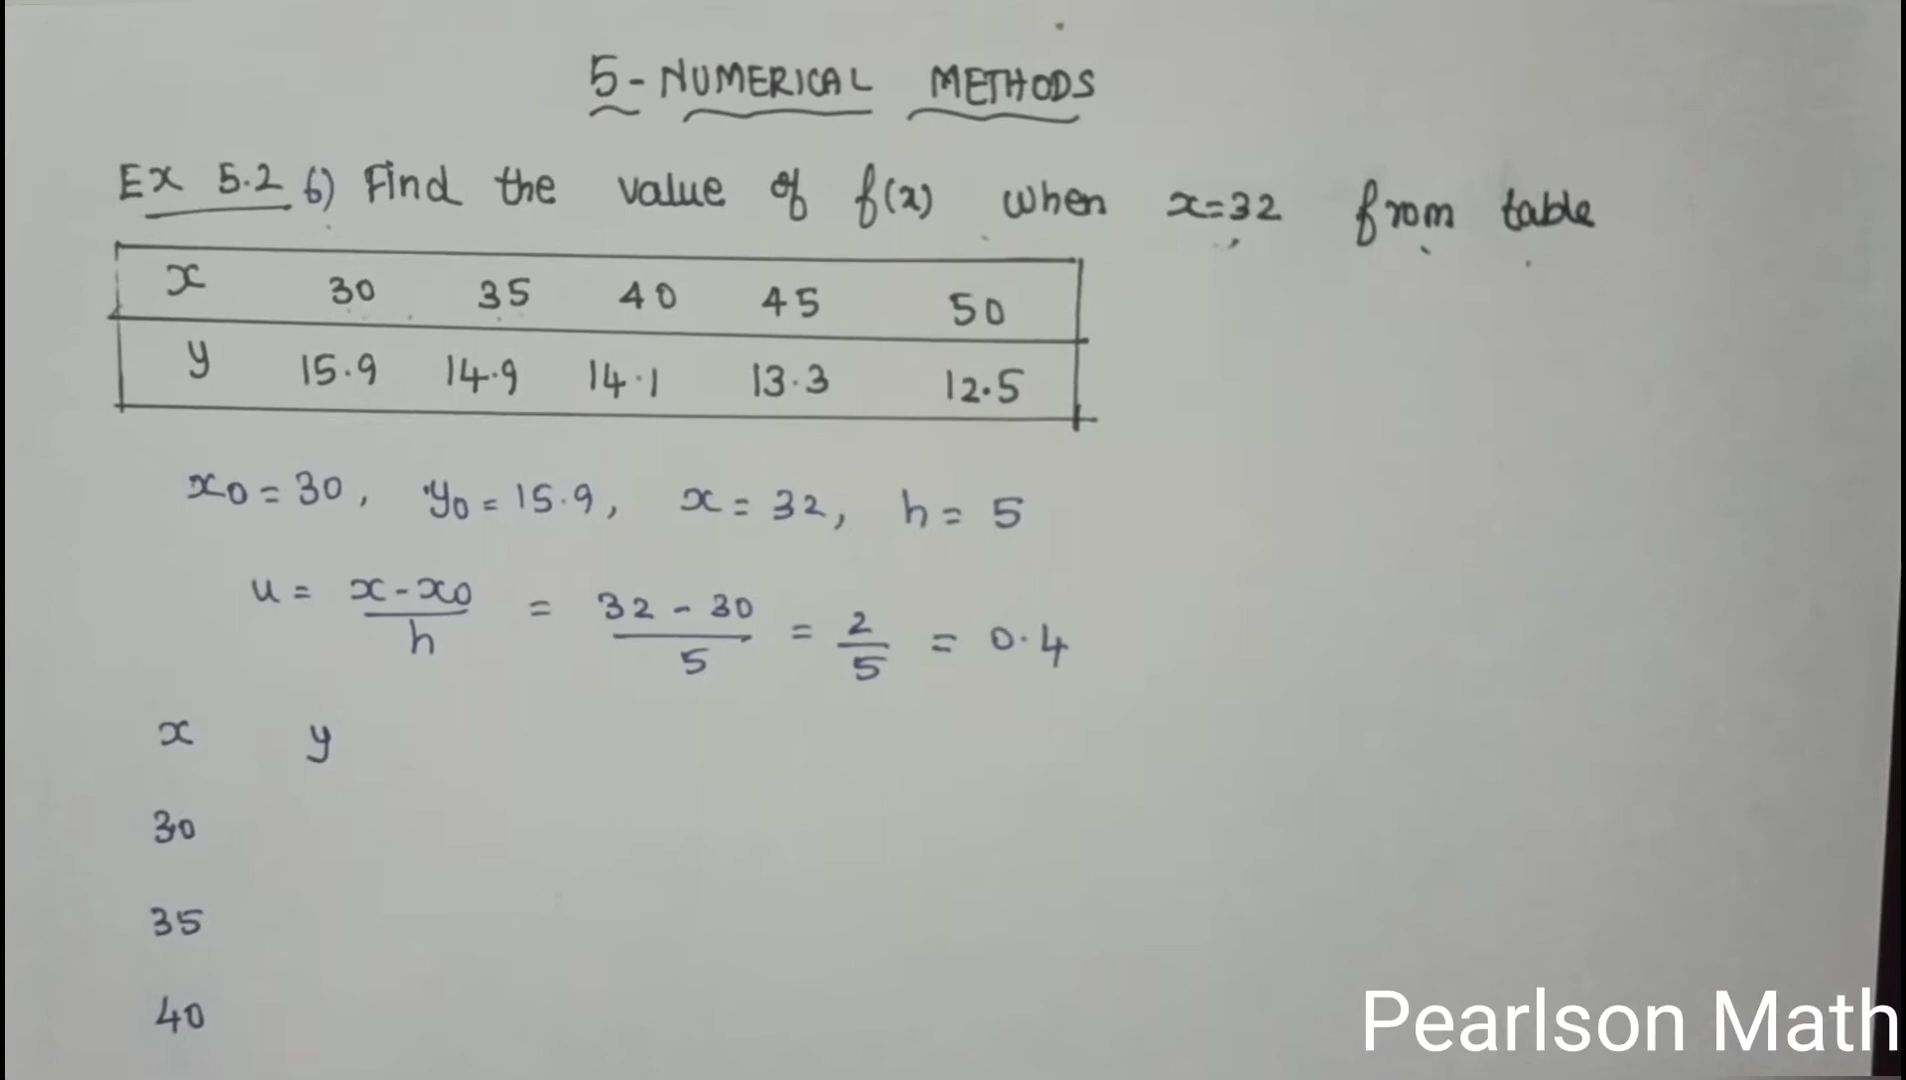 5 - NUMERICAL METHODS
Ex 5.2 6) Find the value of f(x) when x=32 from table
x 30 35 40 45 50
y 15.9 14.9 14.1 13.3 12.5
x0 = 30, y0 = 15.9, x = 32, h = 5
u = x - x0 / h = 32 - 30 / 5 = 2 / 5 = 0.4
x y
30
35
40
Pearlson Math